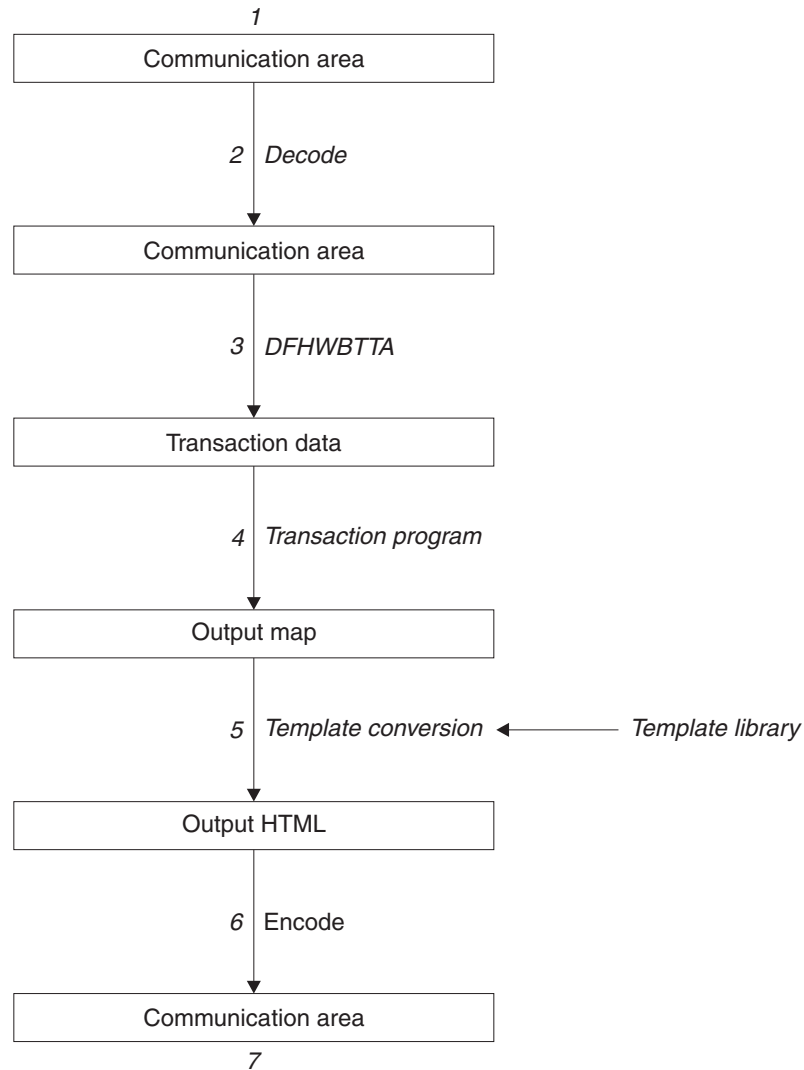 1
Communication area
2 Decode
Communication area
3 DFHWBTTA
Transaction data
4 Transaction program
Output map
5 Template conversion Template library
Output HTML
6 Encode
Communication area
7